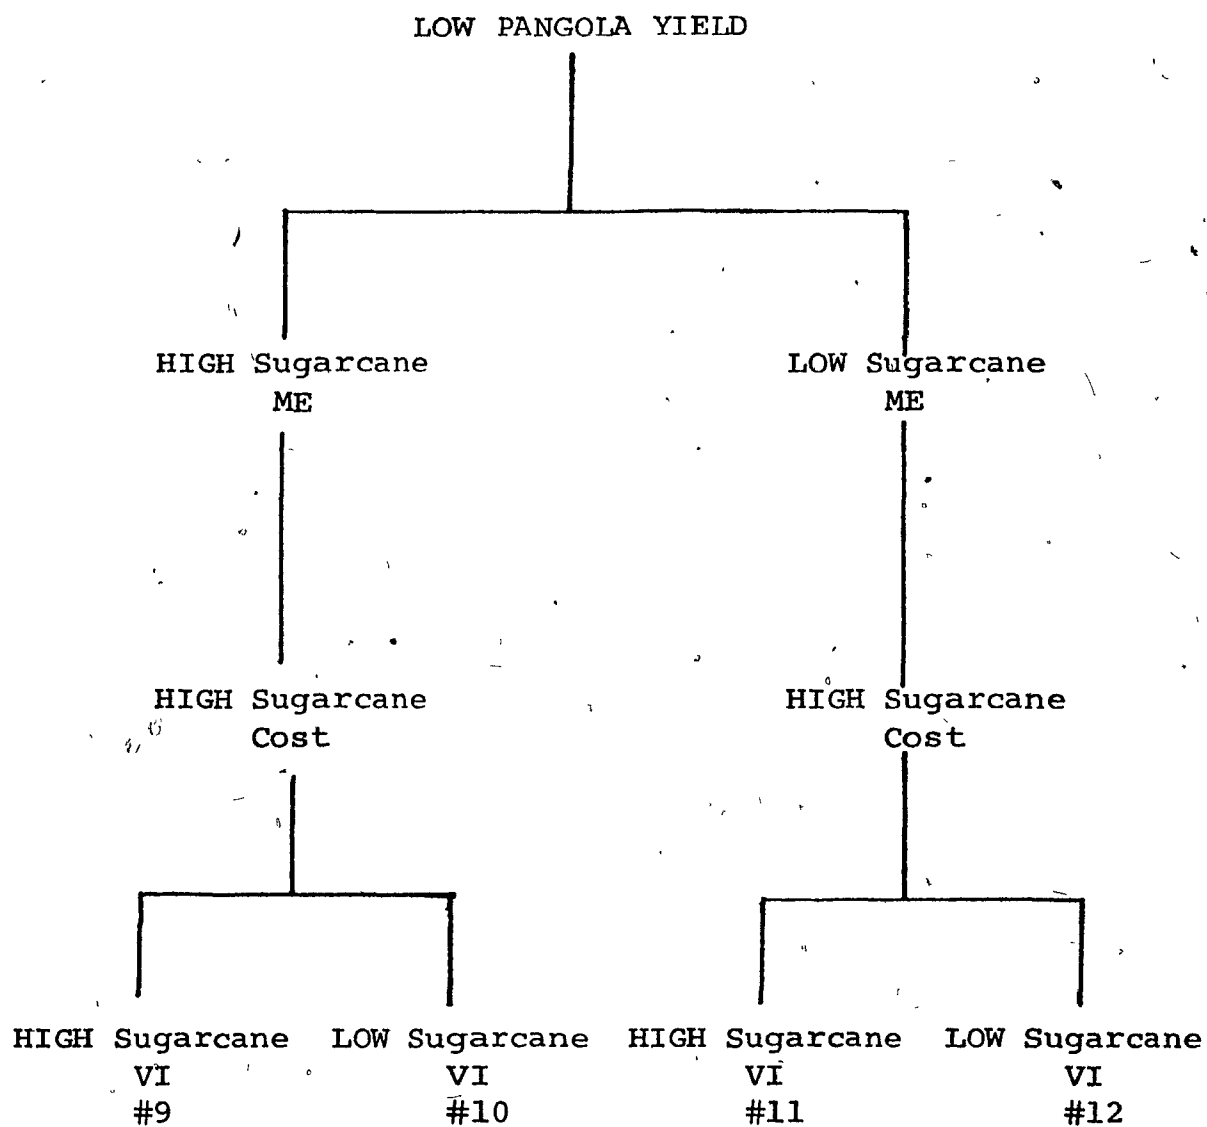 LOW PANGOLA YIELD
HIGH Sugarcane
ME
LOW Sugarcane
ME
HIGH Sugarcane
Cost
HIGH Sugarcane
Cost
HIGH Sugarcane
VI
#9
LOW Sugarcane
VI
#10
HIGH Sugarcane
VI
#11
LOW Sugarcane
VI
#12